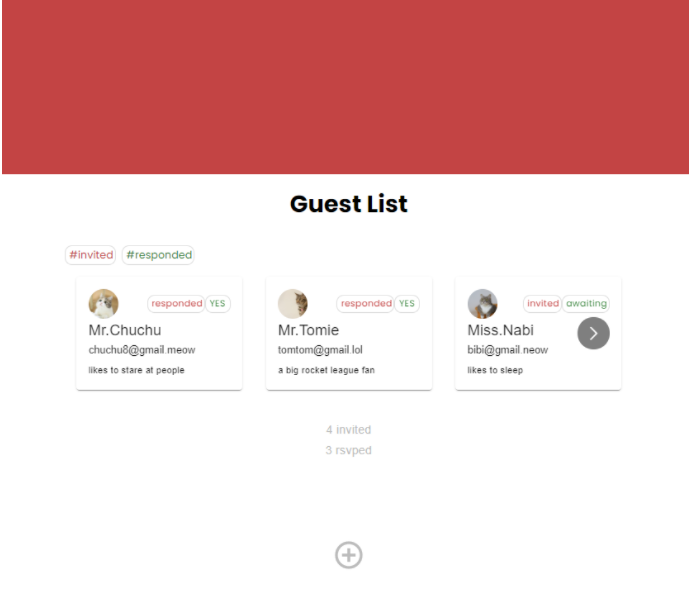 Guest List
#invited #responded
responded YES
Mr.Chuchu
chuchu8@gmail.meow
likes to stare at people
responded YES
Mr.Tomie
tomtom@gmail.lol
a big rocket league fan
invited awaiting
Miss.Nabi
bibi@gmail.neow
likes to sleep
4 invited
3 rsvped